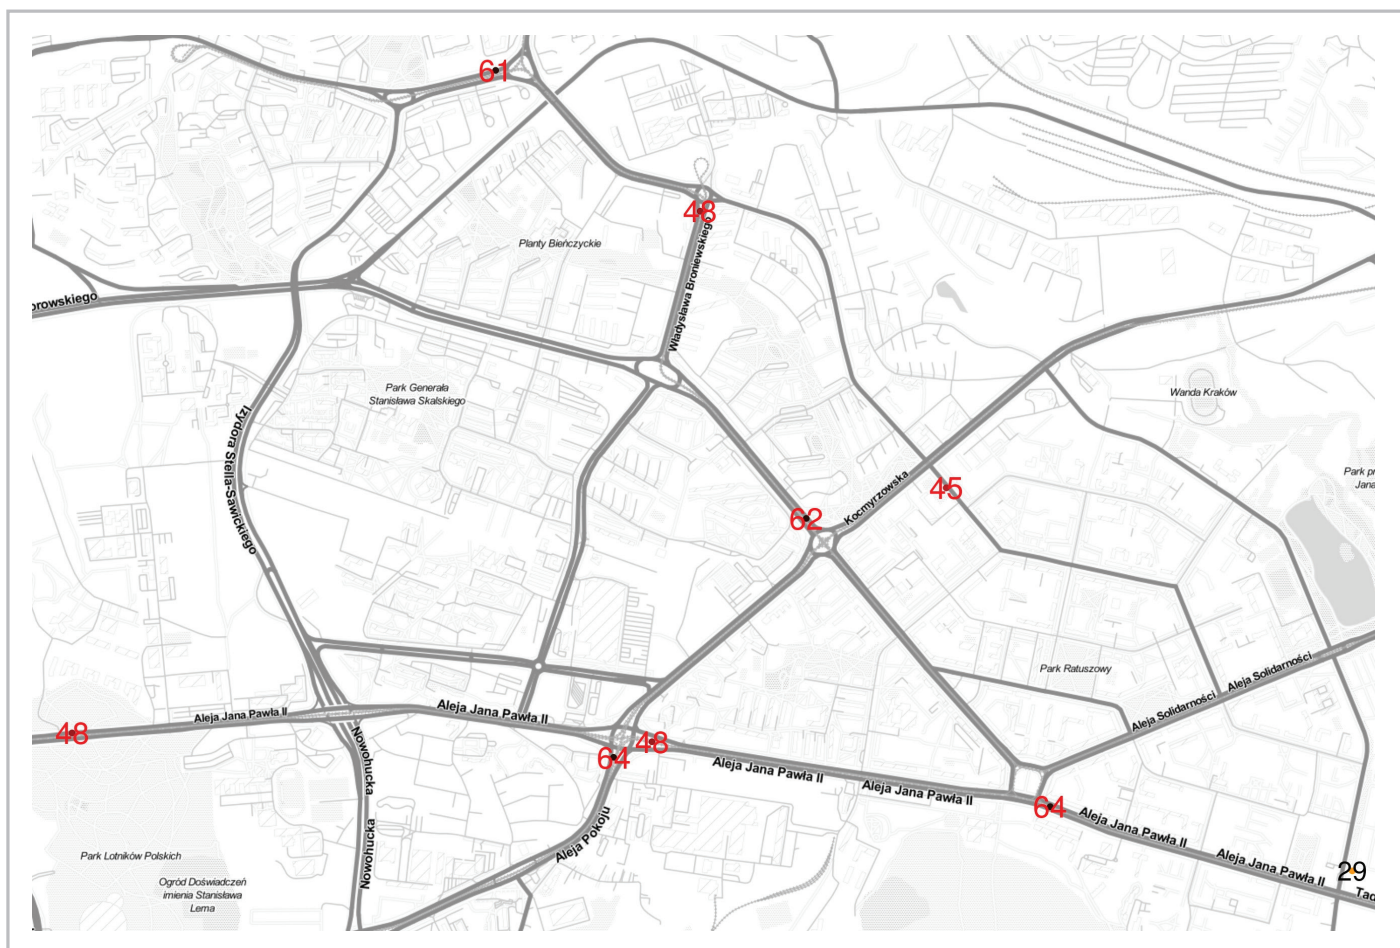 61
48
Planty Bieńczyckie
Władysława Broniewskiego
orowskiego
Park Generała
Stanisława Skalskiego
Wanda Kraków
Izydora Stella-Sawickiego
Kocmyrzowska
45
Park pr
Jana
62
Park Ratuszowy
Aleja Solidarności
Aleja Solidarności
Aleja Jana Pawła II
Aleja Jana Pawła II
48
48
64
Nowohucka
Aleja Jana Pawła II
Aleja Jana Pawła II
64
Aleja Jana Pawła II
Aleja Pokoju
Nowohucka
Park Lotników Polskich
Aleja Jana Pawła II
29
Ogród Doświadczeń
imienia Stanisława
Lema
Tad